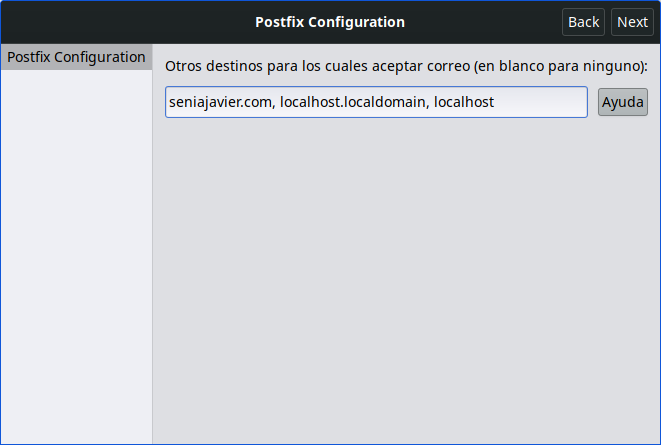 Postfix Configuration
Back
Next
Postfix Configuration
Otros destinos para los cuales aceptar correo (en blanco para ninguno):
seniajavier.com, localhost.localdomain, localhost
Ayuda